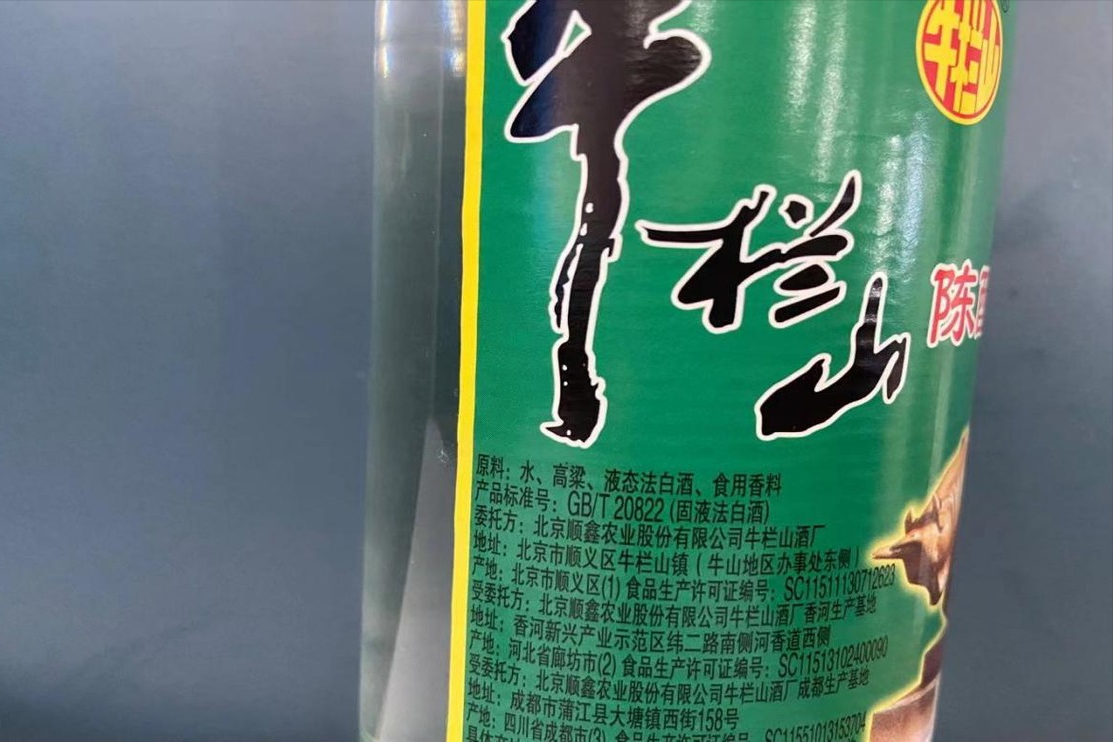 牛栏山
牛栏山
陈
原料：水、高粱、液态法白酒、食用香料
产品标准号：GB/T 20822 (固液法白酒)
委托方：北京顺鑫农业股份有限公司牛栏山酒厂
地址：北京市顺义区牛栏山镇（牛山地区办事处东侧）
产地：北京市顺义区(1) 食品生产许可证编号：SC11511130712623
受委托方：北京顺鑫农业股份有限公司牛栏山酒厂香河生产基地
地址：香河新兴产业示范区纬二路南侧河香道西侧
产地：河北省廊坊市(2) 食品生产许可证编号：SC11513102400090
受委托方：北京顺鑫农业股份有限公司牛栏山酒厂成都生产基地
地址：成都市蒲江县大塘镇西街158号
产地：四川省成都市(3) 食品生产许可证编号：SC11551013153704